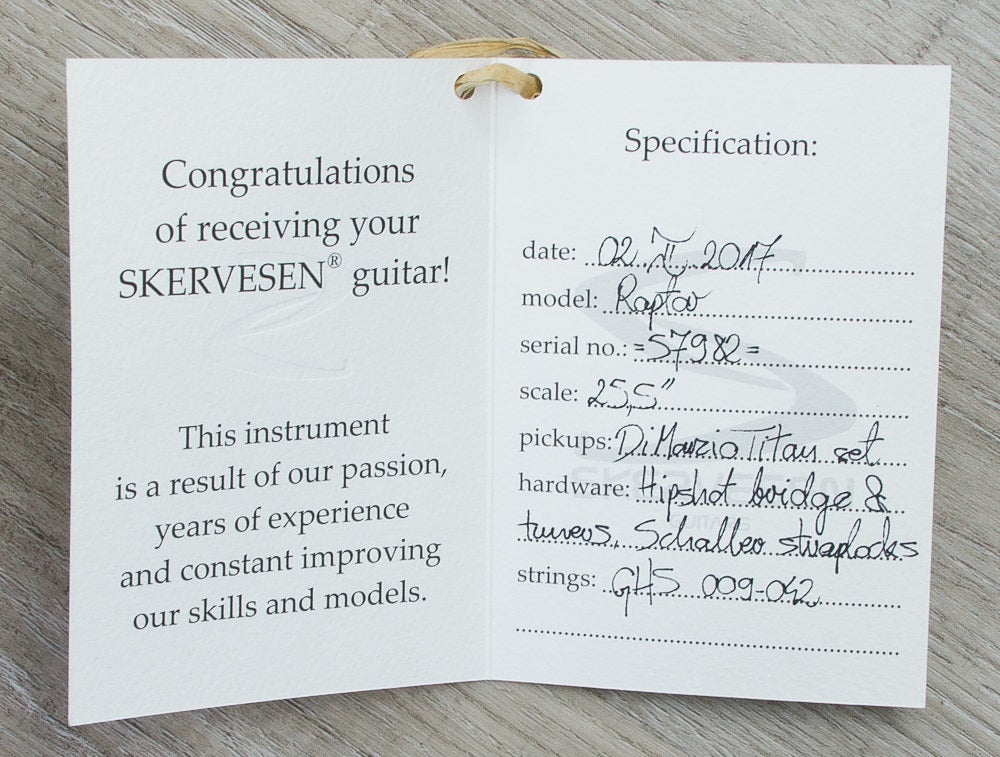 Congratulations
of receiving your
SKERVESEN® guitar!
This instrument
is a result of our passion,
years of experience
and constant improving
our skills and models.
Specification:
date: 02. II. 2017
model: Raptor
serial no.: =S7982=
scale: 25,5"
pickups: DiMarzio Titan set
hardware: Hipshot bridge &
tuners, Schaller straplocks
strings: GHS 009-042